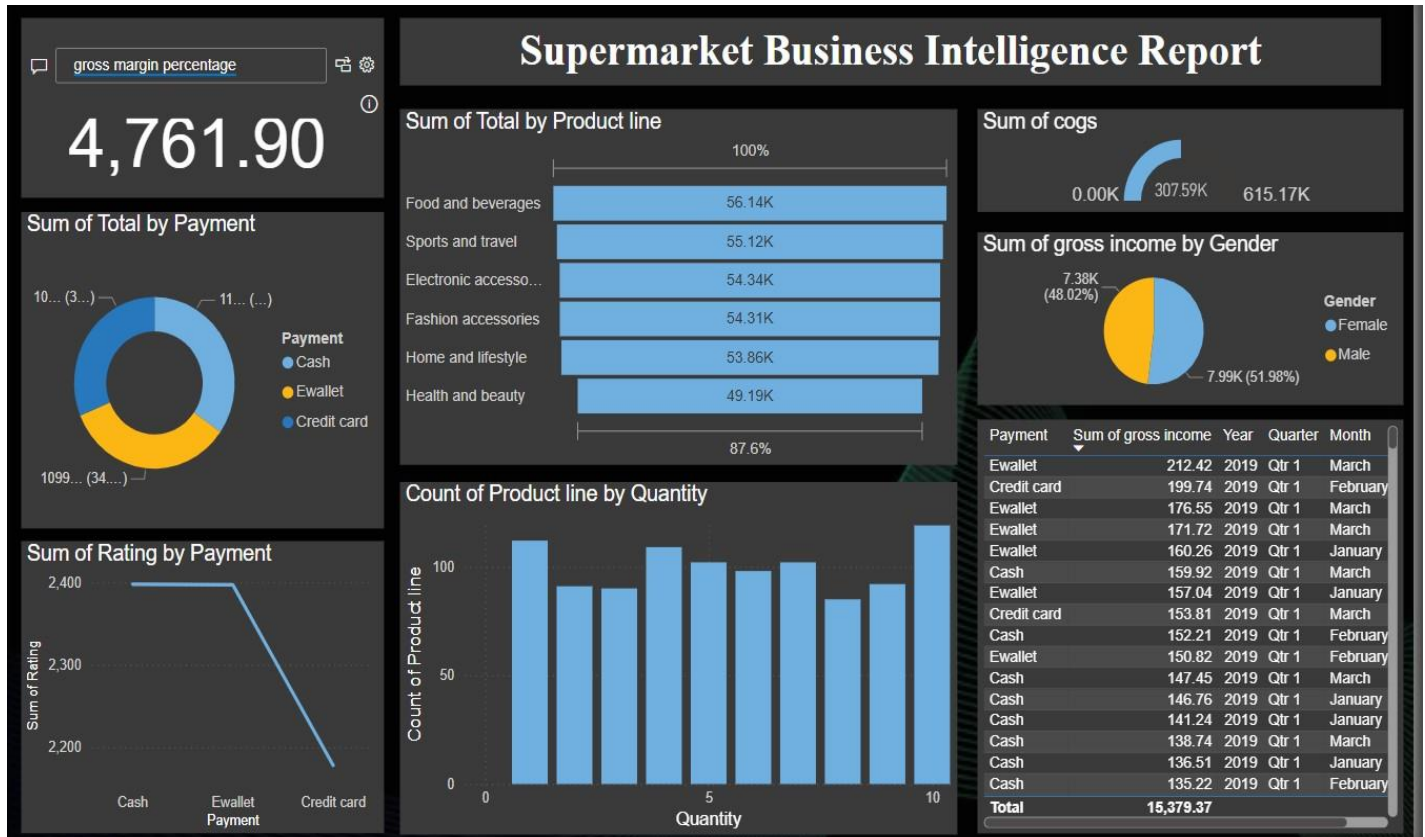 Supermarket Business Intelligence Report
gross margin percentage
4,761.90
Sum of Total by Payment
10... (3...)
11... (...)
1099... (34....)
Payment
Cash
Ewallet
Credit card
Sum of Rating by Payment
Sum of Rating
2,400
2,300
2,200
Cash Ewallet Credit card
Payment
Sum of Total by Product line
100%
Food and beverages 56.14K
Sports and travel 55.12K
Electronic accesso... 54.34K
Fashion accessories 54.31K
Home and lifestyle 53.86K
Health and beauty 49.19K
87.6%
Count of Product line by Quantity
Count of Product line
100
50
0
0 5 10
Quantity
Sum of cogs
0.00K 307.59K 615.17K
Sum of gross income by Gender
7.38K
(48.02%)
7.99K (51.98%)
Gender
Female
Male
Payment Sum of gross income Year Quarter Month
Ewallet 212.42 2019 Qtr 1 March
Credit card 199.74 2019 Qtr 1 February
Ewallet 176.55 2019 Qtr 1 March
Ewallet 171.72 2019 Qtr 1 March
Ewallet 160.26 2019 Qtr 1 January
Cash 159.92 2019 Qtr 1 March
Ewallet 157.04 2019 Qtr 1 January
Credit card 153.81 2019 Qtr 1 March
Cash 152.21 2019 Qtr 1 February
Ewallet 150.82 2019 Qtr 1 February
Cash 147.45 2019 Qtr 1 March
Cash 146.76 2019 Qtr 1 January
Cash 141.24 2019 Qtr 1 January
Cash 138.74 2019 Qtr 1 March
Cash 136.51 2019 Qtr 1 January
Cash 135.22 2019 Qtr 1 February
Total 15,379.37